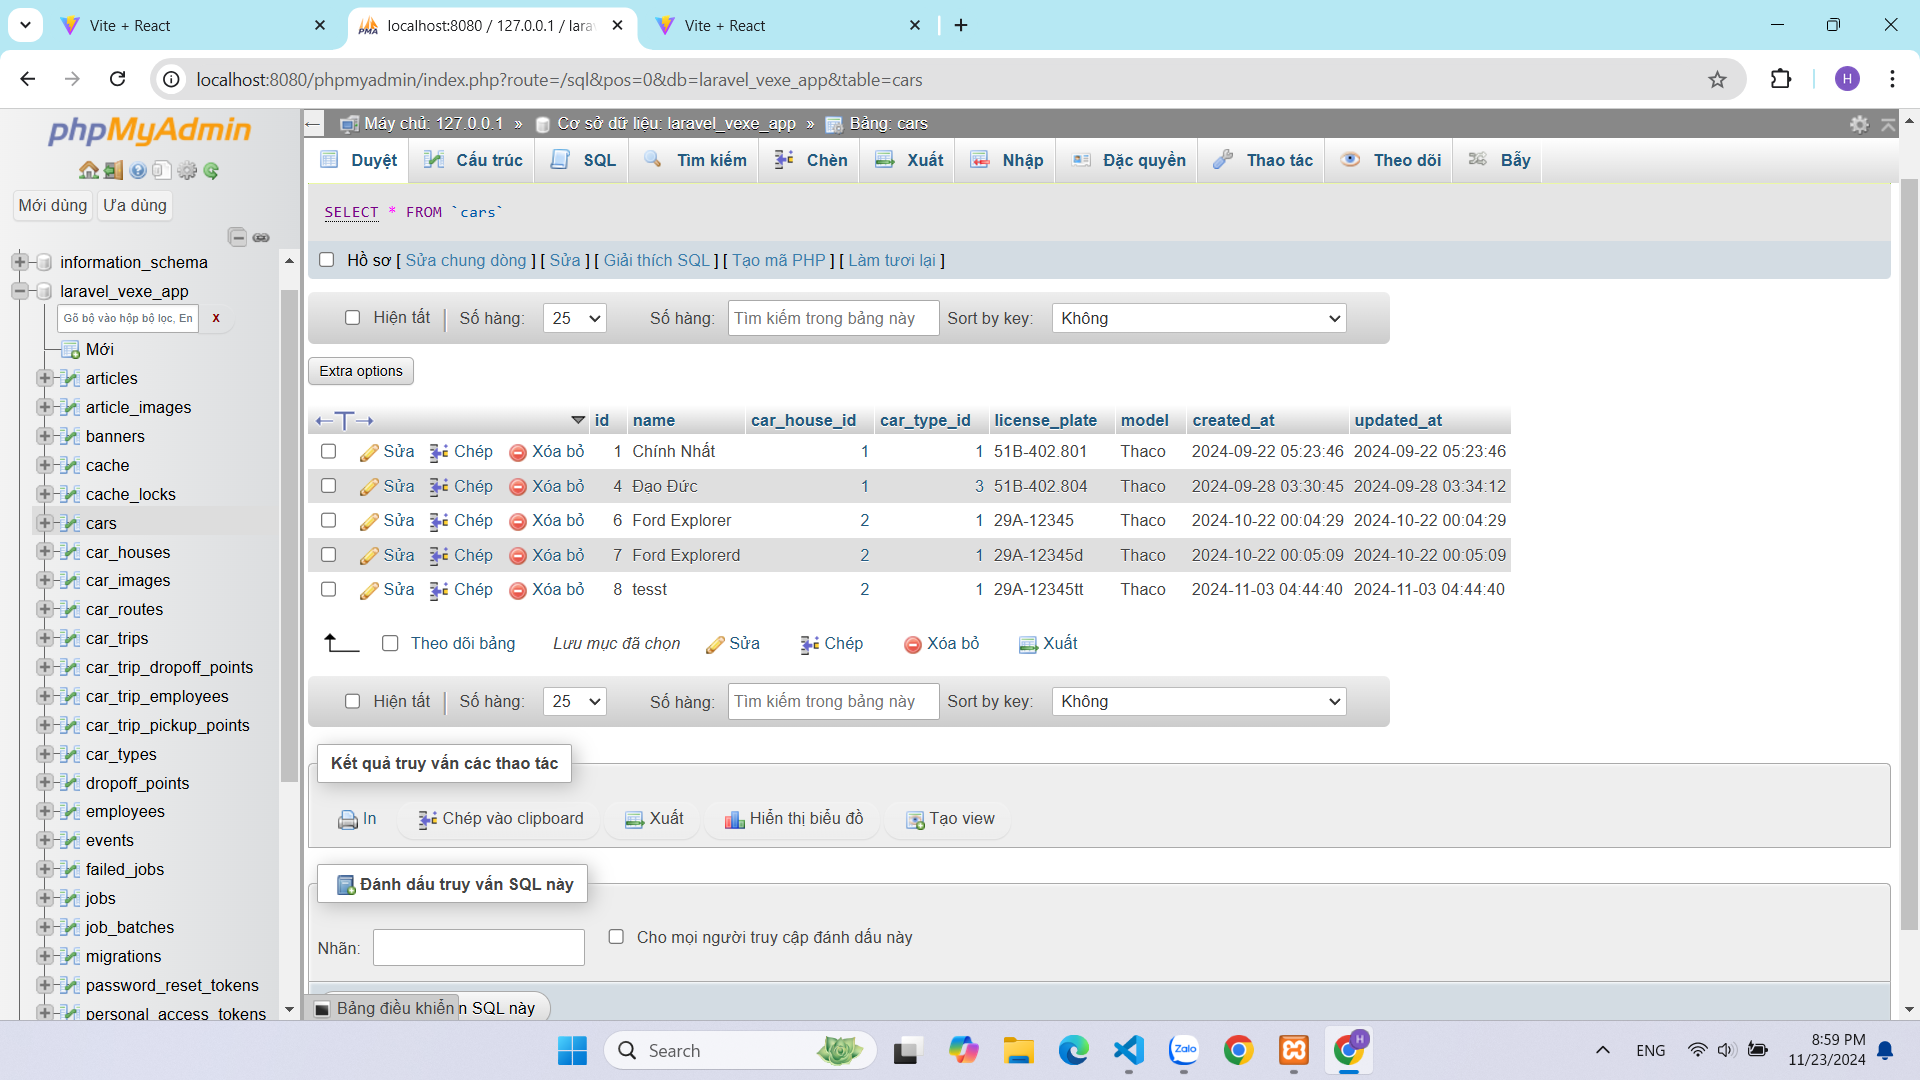 Vite + React
localhost:8080 / 127.0.0.1 / lara
Vite + React
localhost:8080/phpmyadmin/index.php?route=/sql&pos=0&db=laravel_vexe_app&table=cars
H
phpMyAdmin
Mới dùng Ưa dùng
information_schema
laravel_vexe_app
Gõ bộ vào hộp bộ lọc, En X
Mới
articles
article_images
banners
cache
cache_locks
cars
car_houses
car_images
car_routes
car_trips
car_trip_dropoff_points
car_trip_employees
car_trip_pickup_points
car_types
dropoff_points
employees
events
failed_jobs
jobs
job_batches
migrations
password_reset_tokens
personal_access_tokens
Máy chủ: 127.0.0.1 » Cơ sở dữ liệu: laravel_vexe_app » Bảng: cars
Duyệt Cấu trúc SQL Tìm kiếm Chèn Xuất Nhập Đặc quyền Thao tác Theo dõi Bẫy
SELECT * FROM `cars`
Hồ sơ [ Sửa chung dòng ] [ Sửa ] [ Giải thích SQL ] [ Tạo mã PHP ] [ Làm tươi lại ]
Hiện tất Số hàng: 25 Số hàng: Tìm kiếm trong bảng này Sort by key: Không
Extra options
id name car_house_id car_type_id license_plate model created_at updated_at
Sửa Chép Xóa bỏ 1 Chính Nhất 1 1 51B-402.801 Thaco 2024-09-22 05:23:46 2024-09-22 05:23:46
Sửa Chép Xóa bỏ 4 Đạo Đức 1 3 51B-402.804 Thaco 2024-09-28 03:30:45 2024-09-28 03:34:12
Sửa Chép Xóa bỏ 6 Ford Explorer 2 1 29A-12345 Thaco 2024-10-22 00:04:29 2024-10-22 00:04:29
Sửa Chép Xóa bỏ 7 Ford Explorerd 2 1 29A-12345d Thaco 2024-10-22 00:05:09 2024-10-22 00:05:09
Sửa Chép Xóa bỏ 8 tesst 2 1 29A-12345tt Thaco 2024-11-03 04:44:40 2024-11-03 04:44:40
Theo dõi bảng Lưu mục đã chọn Sửa Chép Xóa bỏ Xuất
Hiện tất Số hàng: 25 Số hàng: Tìm kiếm trong bảng này Sort by key: Không
Kết quả truy vấn các thao tác
In Chép vào clipboard Xuất Hiển thị biểu đồ Tạo view
Đánh dấu truy vấn SQL này
Nhãn: Cho mọi người truy cập đánh dấu này
Bảng điều khiển n SQL này
Search
Zalo
H
ENG
8:59 PM
11/23/2024